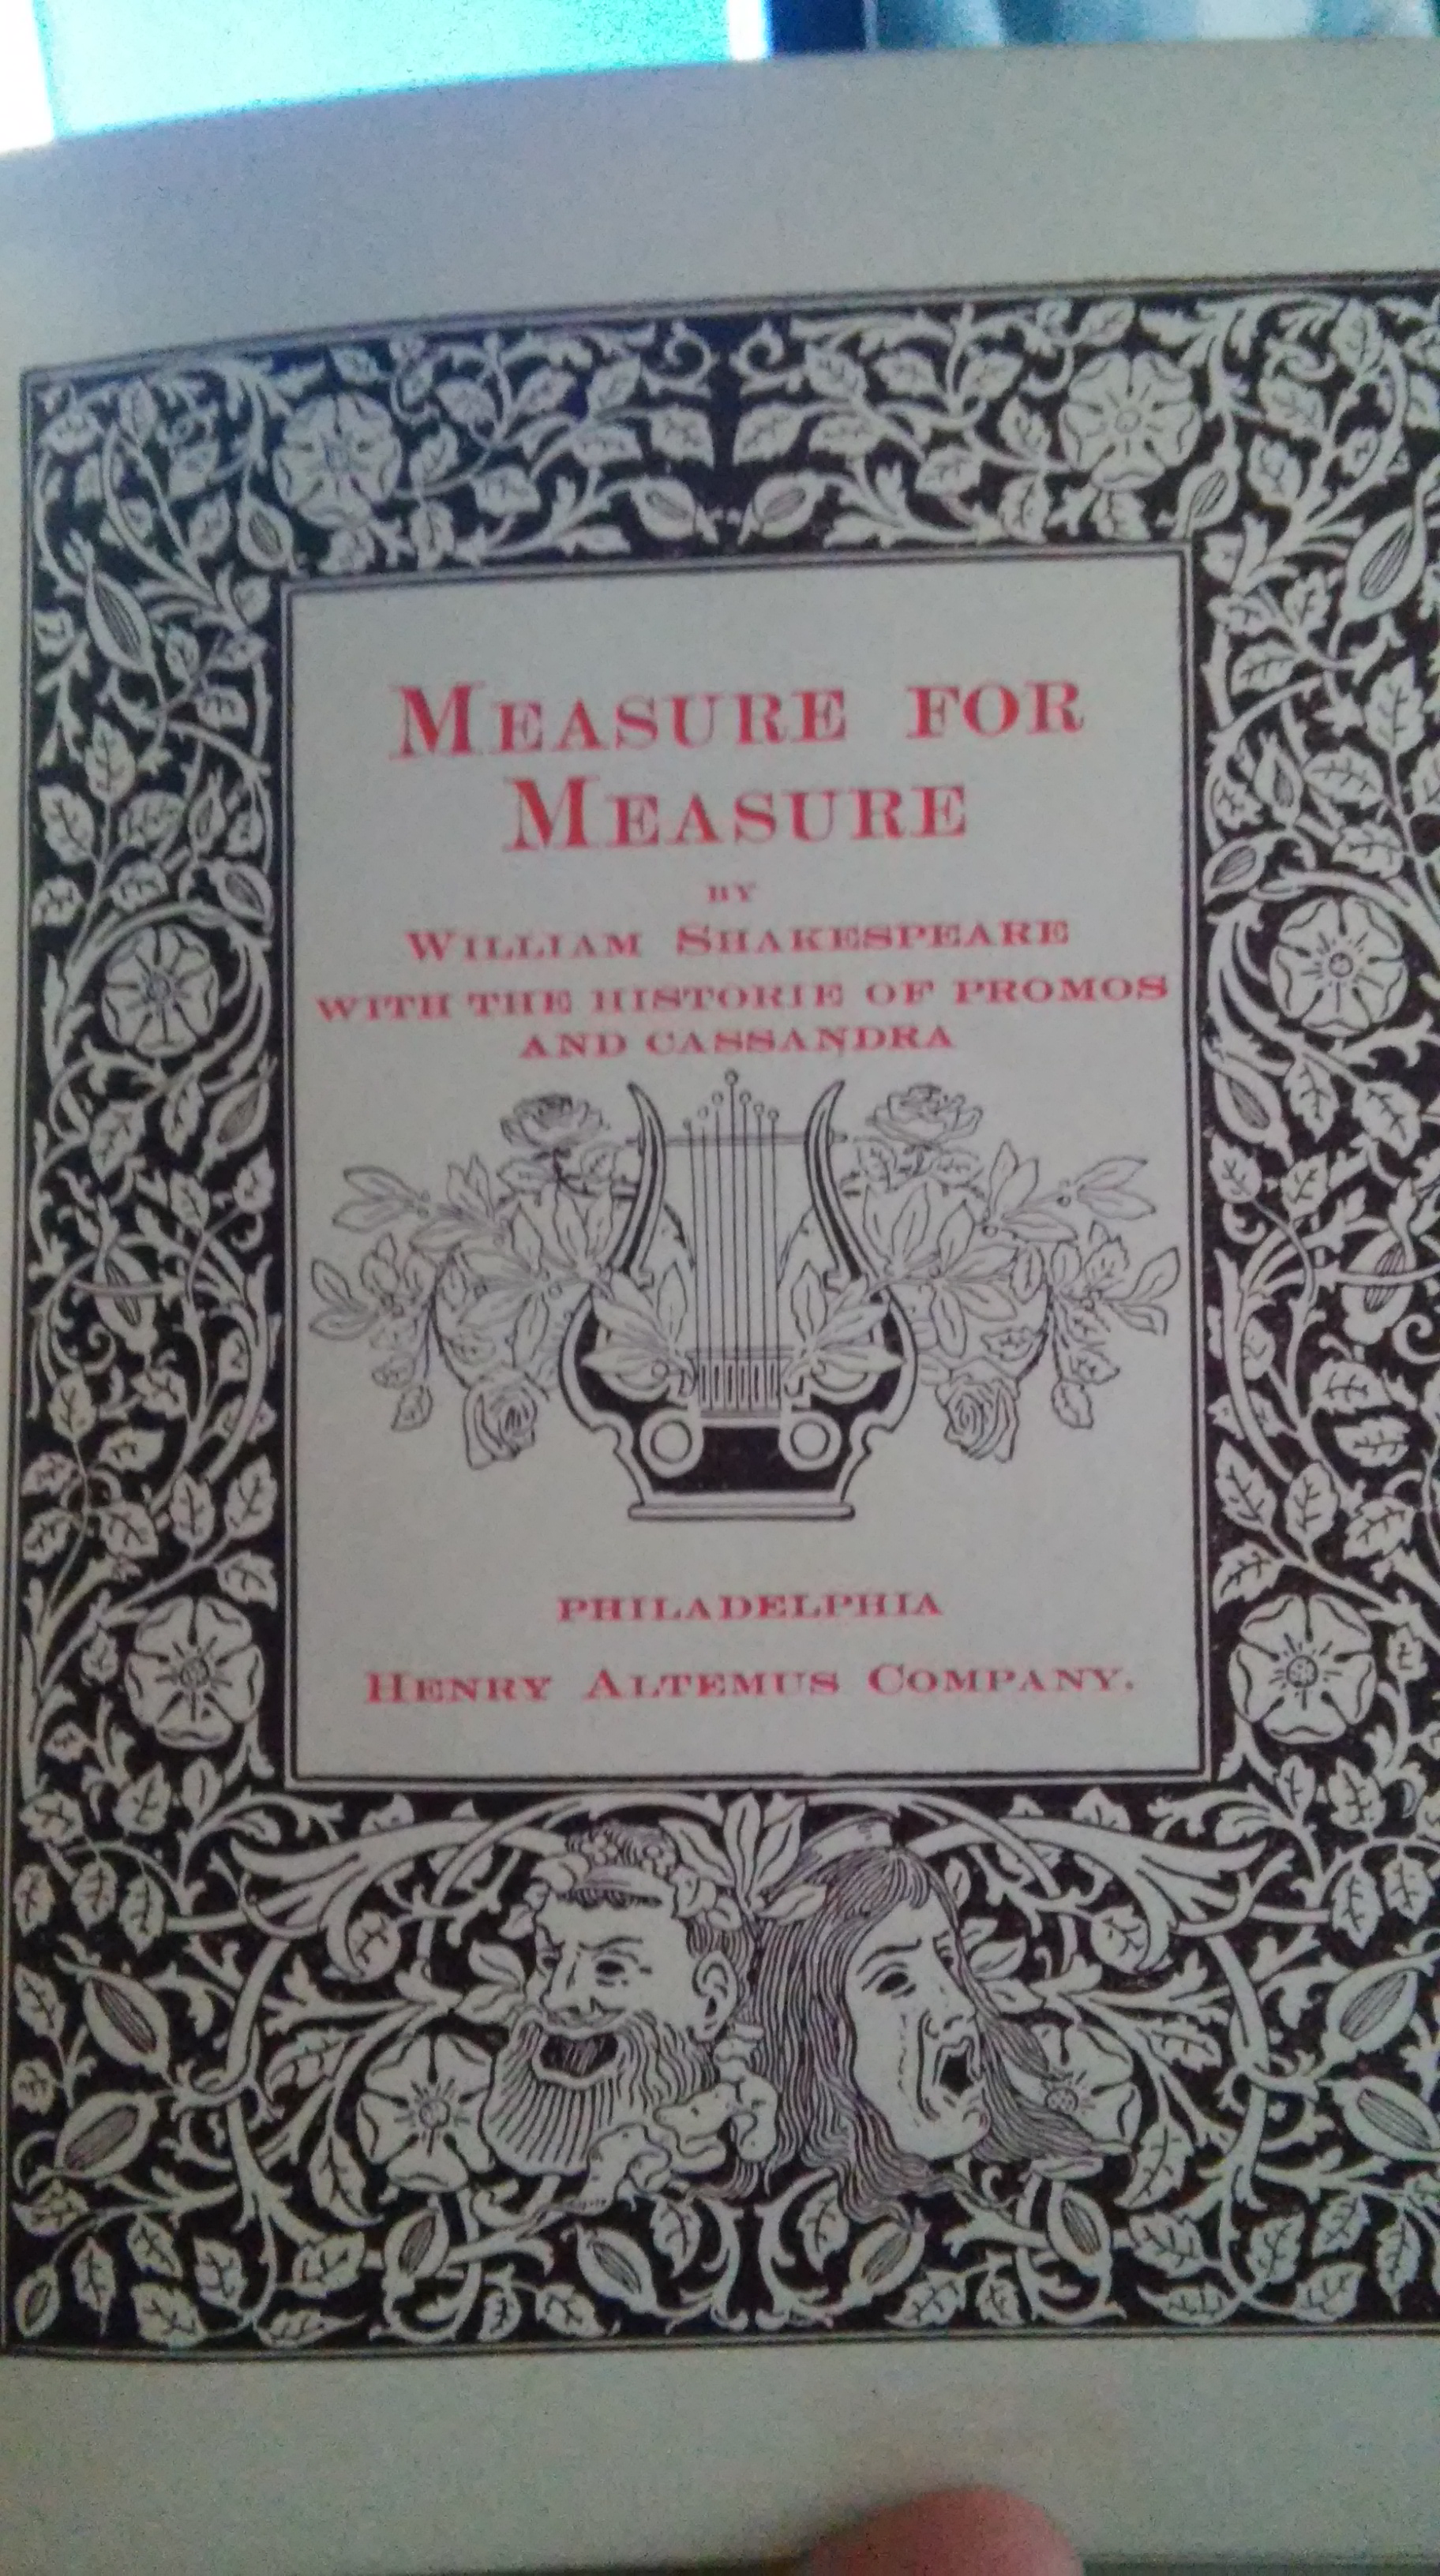 MEASURE FOR
MEASURE
BY
WILLIAM SHAKESPEARE
WITH THE HISTORIE OF PROMOS
AND CASSANDRA
PHILADELPHIA
HENRY ALTEMUS COMPANY.